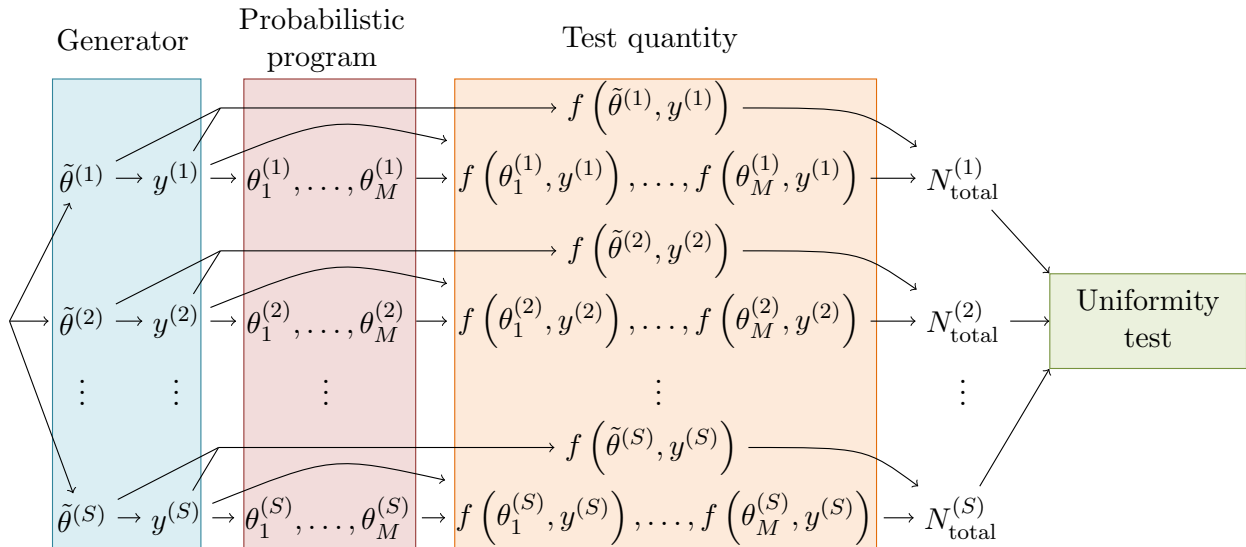 Generator
Probabilistic
program
Test quantity
f(θ̃^(1), y^(1))
θ̃^(1) → y^(1) → θ_1^(1), …, θ_M^(1) → f(θ_1^(1), y^(1)), …, f(θ_M^(1), y^(1)) → N_total^(1)
f(θ̃^(2), y^(2))
θ̃^(2) → y^(2) → θ_1^(2), …, θ_M^(2) → f(θ_1^(2), y^(2)), …, f(θ_M^(2), y^(2)) → N_total^(2)
Uniformity
test
⋮ ⋮ ⋮ ⋮ ⋮
f(θ̃^(S), y^(S))
θ̃^(S) → y^(S) → θ_1^(S), …, θ_M^(S) → f(θ_1^(S), y^(S)), …, f(θ_M^(S), y^(S)) → N_total^(S)